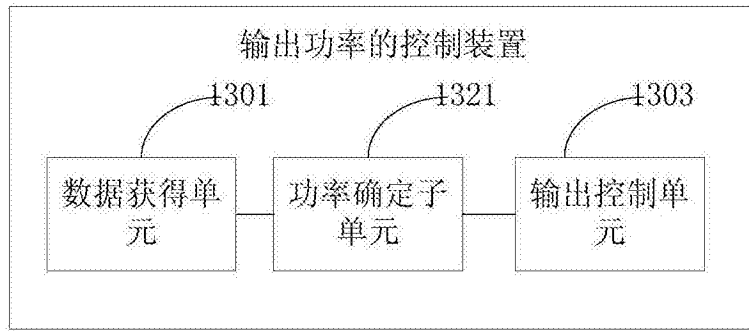 输出功率的控制装置
1301
1321
1303
数据获得单
元
功率确定子
单元
输出控制单
元